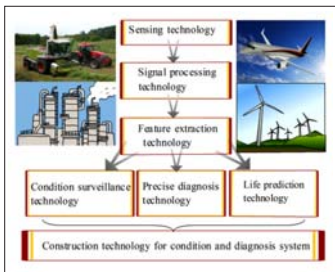 Sensing technology
Signal processing
technology
Feature extraction
technology
Condition surveillance
technology
Precise diagnosis
technology
Life prediction
technology
Construction technology for condition and diagnosis system